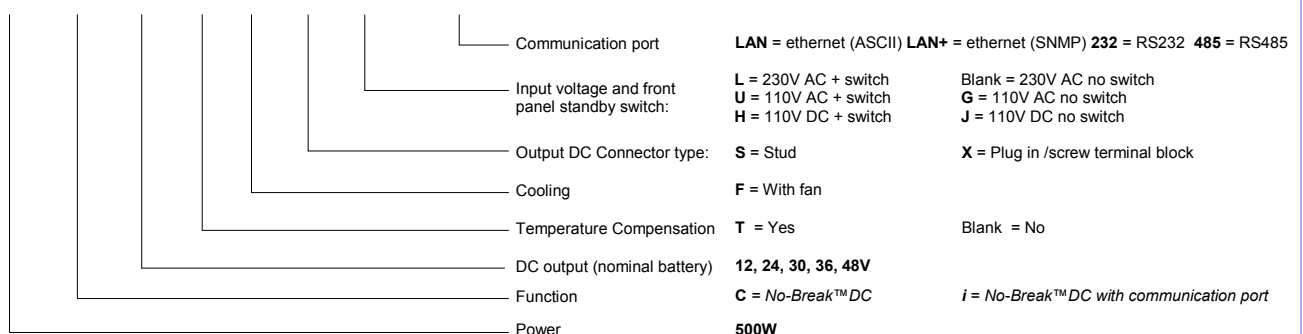 Communication port LAN = ethernet (ASCII) LAN+ = ethernet (SNMP) 232 = RS232 485 = RS485
Input voltage and front panel standby switch:
L = 230V AC + switch Blank = 230V AC no switch
U = 110V AC + switch G = 110V AC no switch
H = 110V DC + switch J = 110V DC no switch
Output DC Connector type: S = Stud X = Plug in /screw terminal block
Cooling F = With fan
Temperature Compensation T = Yes Blank = No
DC output (nominal battery) 12, 24, 30, 36, 48V
Function C = No-Break™DC i = No-Break™DC with communication port
Power 500W